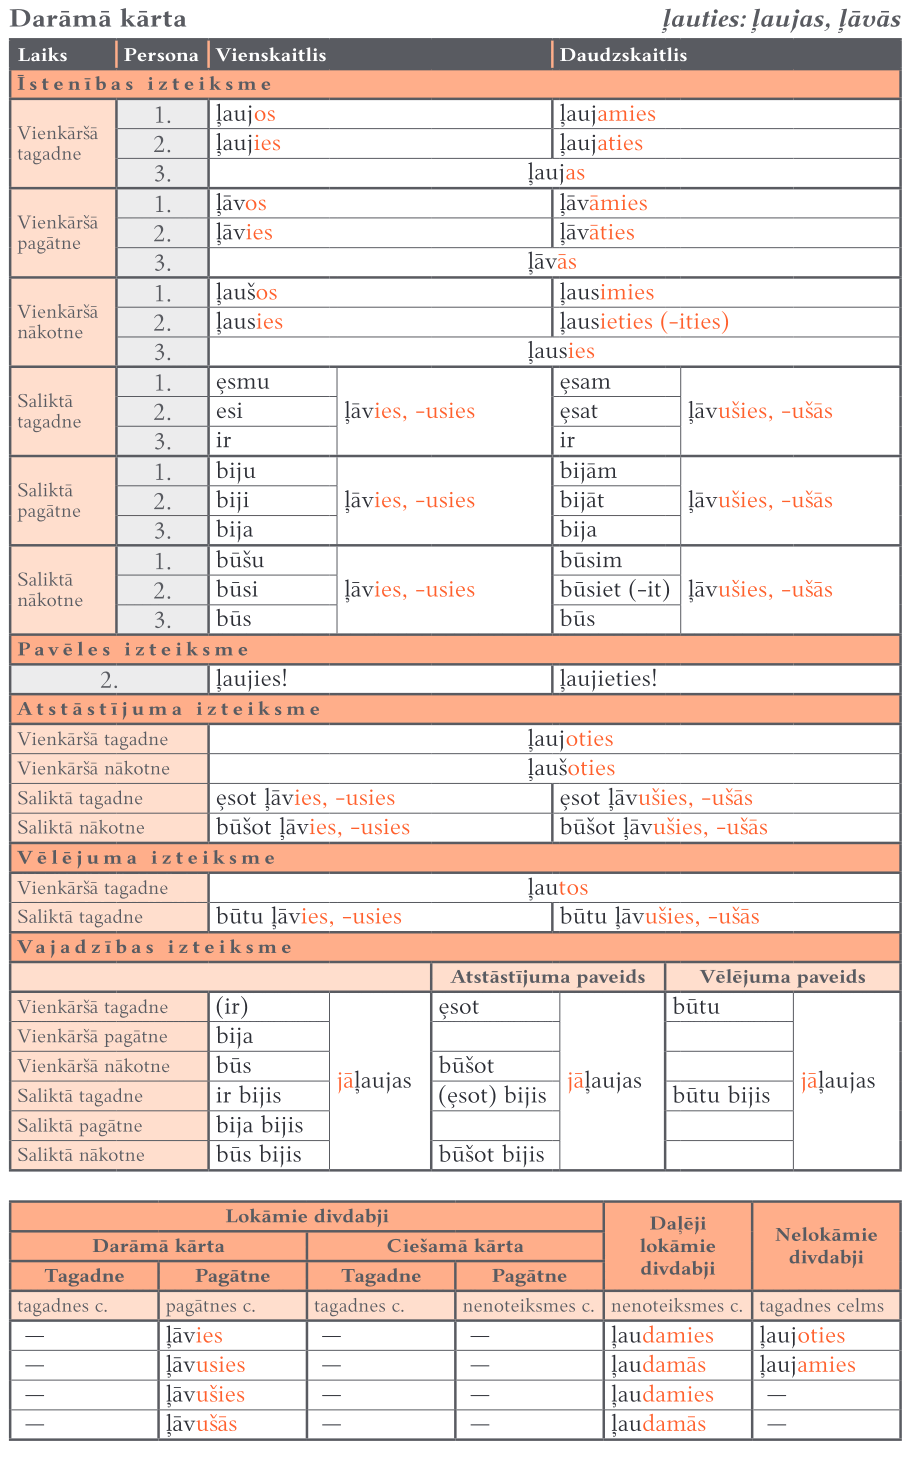 Darāmā kārta ļauties: ļaujas, ļāvās
Laiks Persona Vienskaitlis Daudzskaitlis
Īstenības izteiksme
Vienkāršā tagadne
1. ļaujos ļaujamies
2. ļaujies ļaujaties
3. ļaujas
Vienkāršā pagātne
1. ļāvos ļāvāmies
2. ļāvies ļāvāties
3. ļāvās
Vienkāršā nākotne
1. ļaušos ļausimies
2. ļausies ļausieties (-ities)
3. ļausies
Saliktā tagadne
1. ȩsmu ȩsam
2. esi ļāvies, -usies ȩsat ļāvušies, -ušās
3. ir ir
Saliktā pagātne
1. biju bijām
2. biji ļāvies, -usies bijāt ļāvušies, -ušās
3. bija bija
Saliktā nākotne
1. būšu būsim
2. būsi ļāvies, -usies būsiet (-it) ļāvušies, -ušās
3. būs būs
Pavēles izteiksme
2. ļaujies! ļaujieties!
Atstāstījuma izteiksme
Vienkāršā tagadne ļaujoties
Vienkāršā nākotne ļaušoties
Saliktā tagadne ȩsot ļāvies, -usies ȩsot ļāvušies, -ušās
Saliktā nākotne būšot ļāvies, -usies būšot ļāvušies, -ušās
Vēlējuma izteiksme
Vienkāršā tagadne ļautos
Saliktā tagadne būtu ļāvies, -usies būtu ļāvušies, -ušās
Vajadzības izteiksme
Atstāstījuma paveids Vēlējuma paveids
Vienkāršā tagadne (ir) ȩsot būtu
Vienkāršā pagātne bija
Vienkāršā nākotne būs būšot
jāļaujas jāļaujas jāļaujas
Saliktā tagadne ir bijis (ȩsot) bijis būtu bijis
Saliktā pagātne bija bijis
Saliktā nākotne būs bijis būšot bijis
Lokāmie divdabji Daļēji lokāmie divdabji Nelokāmie divdabji
Darāmā kārta Ciešamā kārta
Tagadne Pagātne Tagadne Pagātne
tagadnes c. pagātnes c. tagadnes c. nenoteiksmes c. nenoteiksmes c. tagadnes celms
— ļāvies — — ļaudamies ļaujoties
— ļāvusies — — ļaudamās ļaujamies
— ļāvušies — — ļaudamies —
— ļāvušās — — ļaudamās —